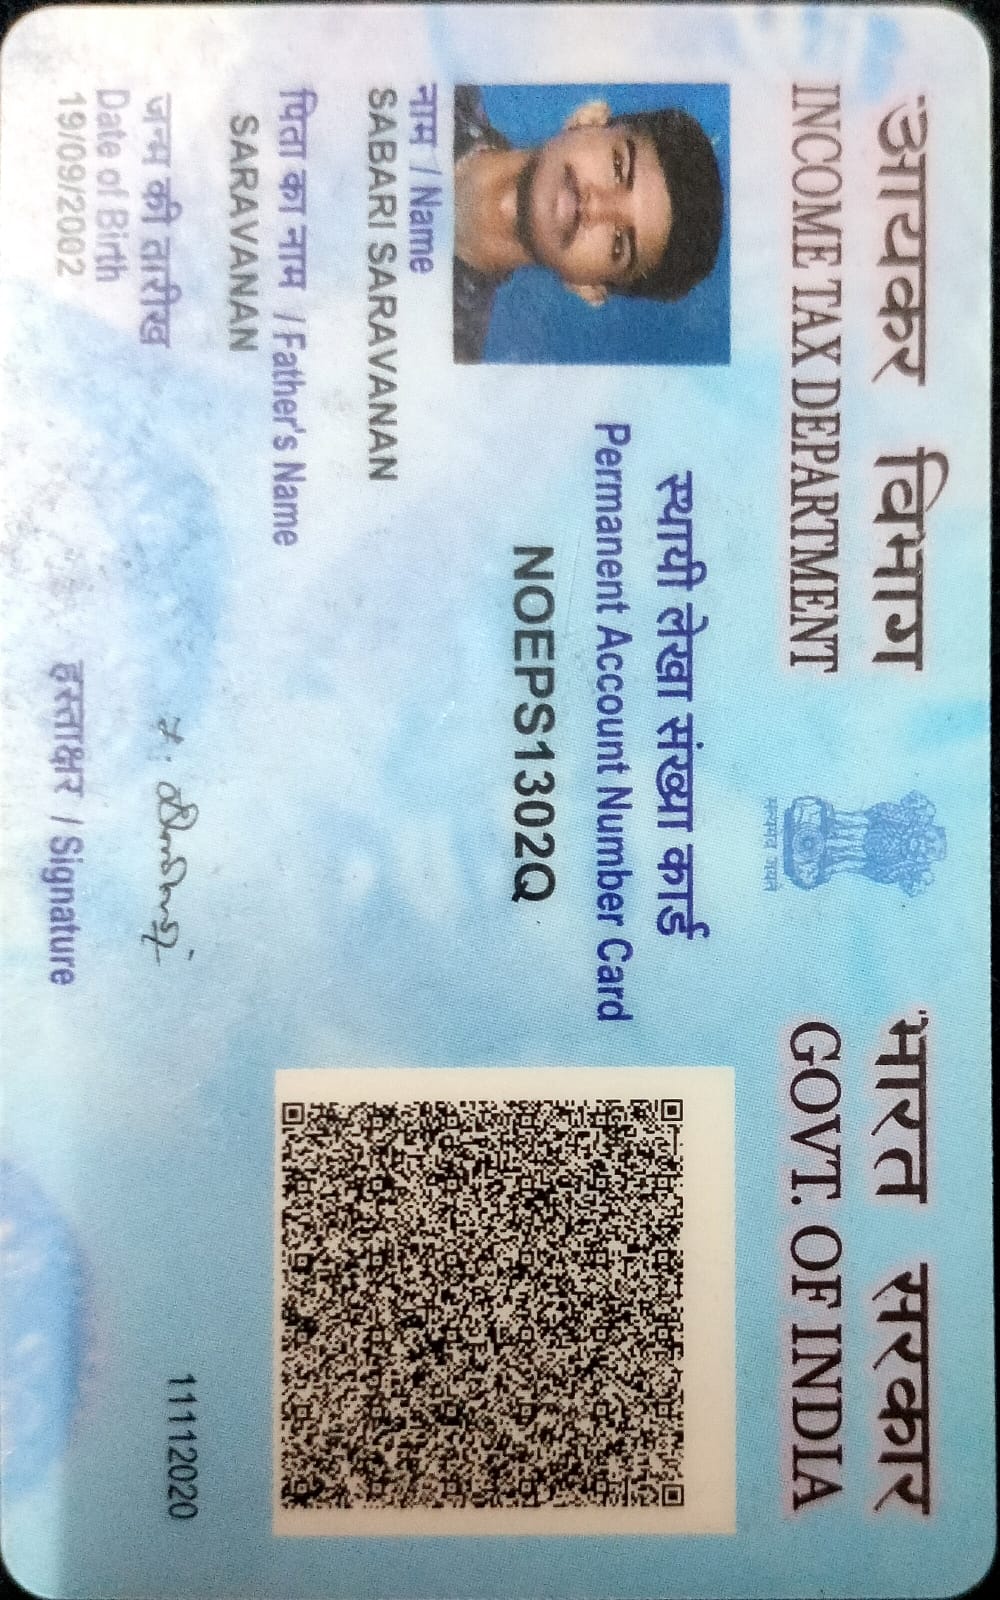 आयकर विभाग
INCOME TAX DEPARTMENT
सत्यमेव जयते
भारत सरकार
GOVT. OF INDIA
स्थायी लेखा संख्या कार्ड
Permanent Account Number Card
NOEPS1302Q
नाम / Name
SABARI SARAVANAN
पिता का नाम / Father's Name
SARAVANAN
जन्म की तारीख
Date of Birth
19/09/2002
हस्ताक्षर / Signature
11112020